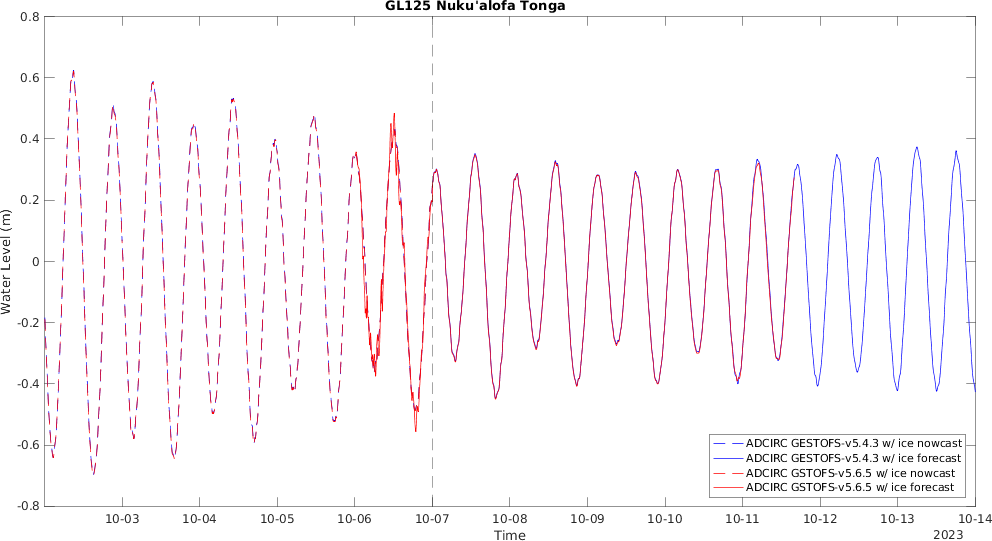 GL125 Nuku'alofa Tonga
0.8
0.6
0.4
0.2
0
-0.2
-0.4
-0.6
-0.8
Water Level (m)
10-03 10-04 10-05 10-06 10-07 10-08 10-09 10-10 10-11 10-12 10-13 10-14
2023
Time
ADCIRC GESTOFS-v5.4.3 w/ ice nowcast
ADCIRC GESTOFS-v5.4.3 w/ ice forecast
ADCIRC GSTOFS-v5.6.5 w/ ice nowcast
ADCIRC GSTOFS-v5.6.5 w/ ice forecast